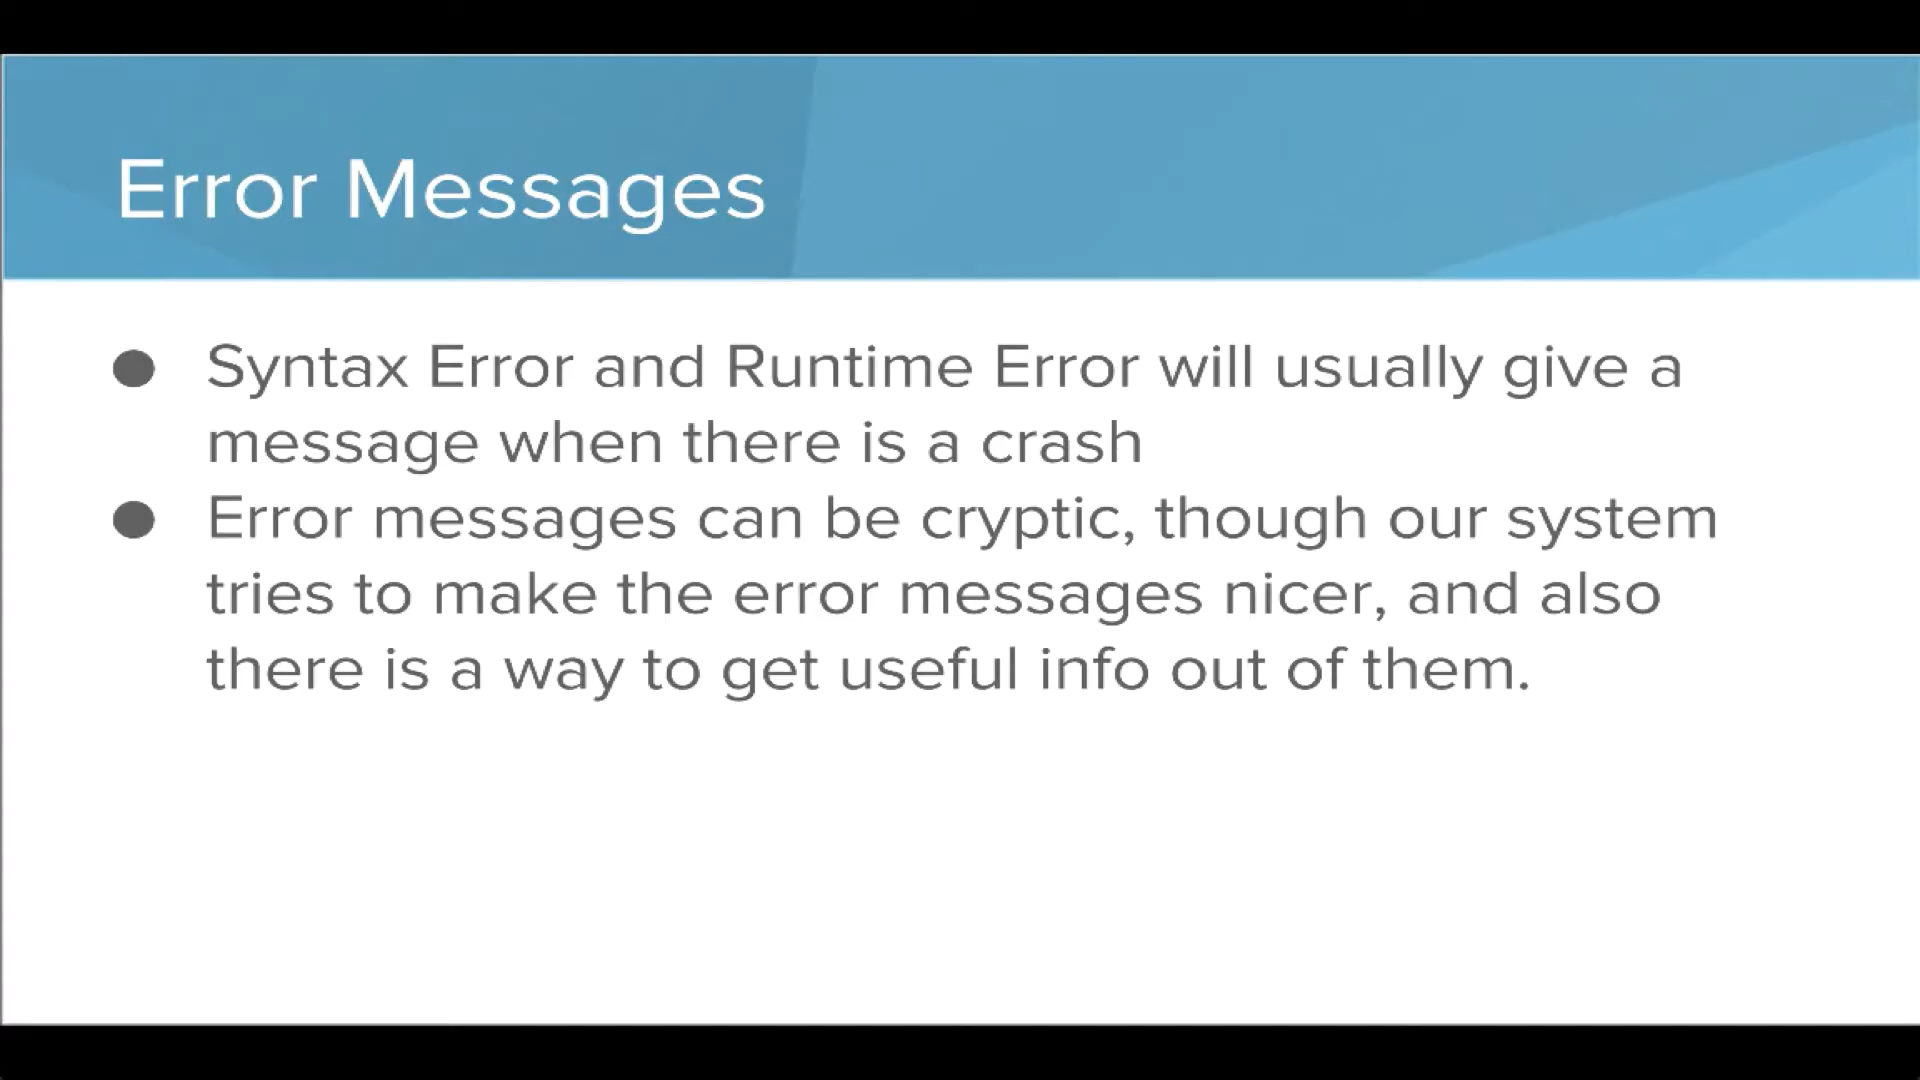 Error Messages
● Syntax Error and Runtime Error will usually give a
message when there is a crash
● Error messages can be cryptic, though our system
tries to make the error messages nicer, and also
there is a way to get useful info out of them.